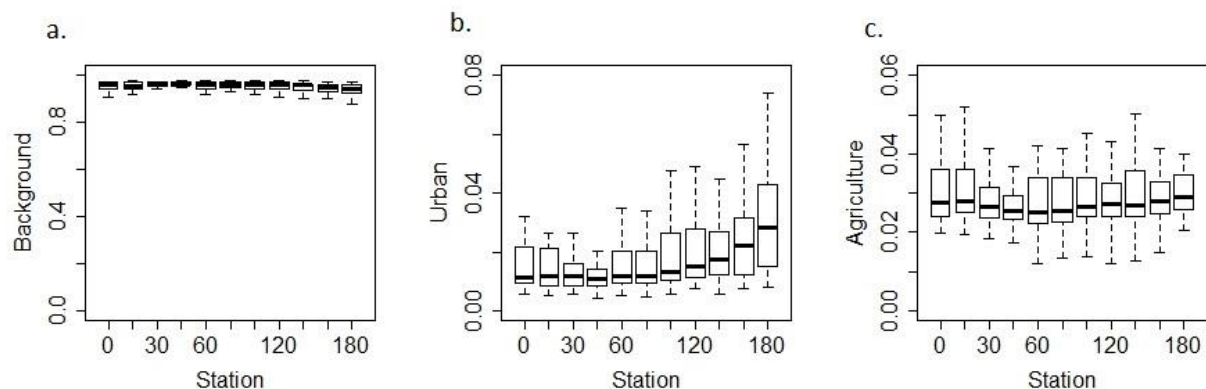 a.
Background
0.0 0.4 0.8
0 30 60 120 180
Station
b.
Urban
0.00 0.04 0.08
0 30 60 120 180
Station
c.
Agriculture
0.00 0.02 0.04 0.06
0 30 60 120 180
Station